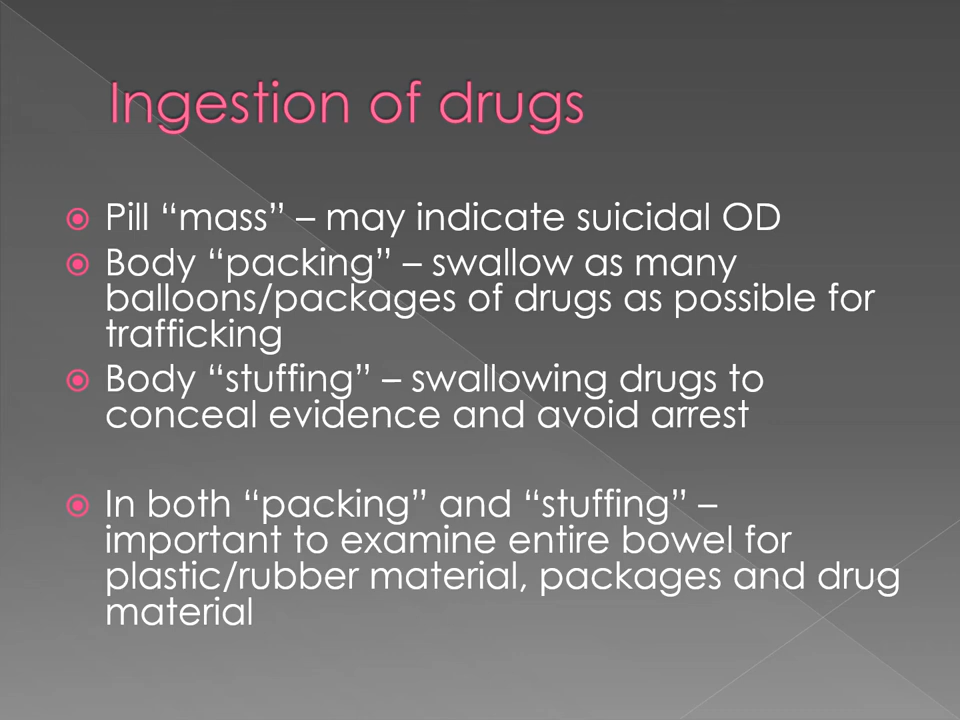 Ingestion of drugs
Pill “mass” – may indicate suicidal OD
Body “packing” – swallow as many
balloons/packages of drugs as possible for
trafficking
Body “stuffing” – swallowing drugs to
conceal evidence and avoid arrest
In both “packing” and “stuffing” –
important to examine entire bowel for
plastic/rubber material, packages and drug
material